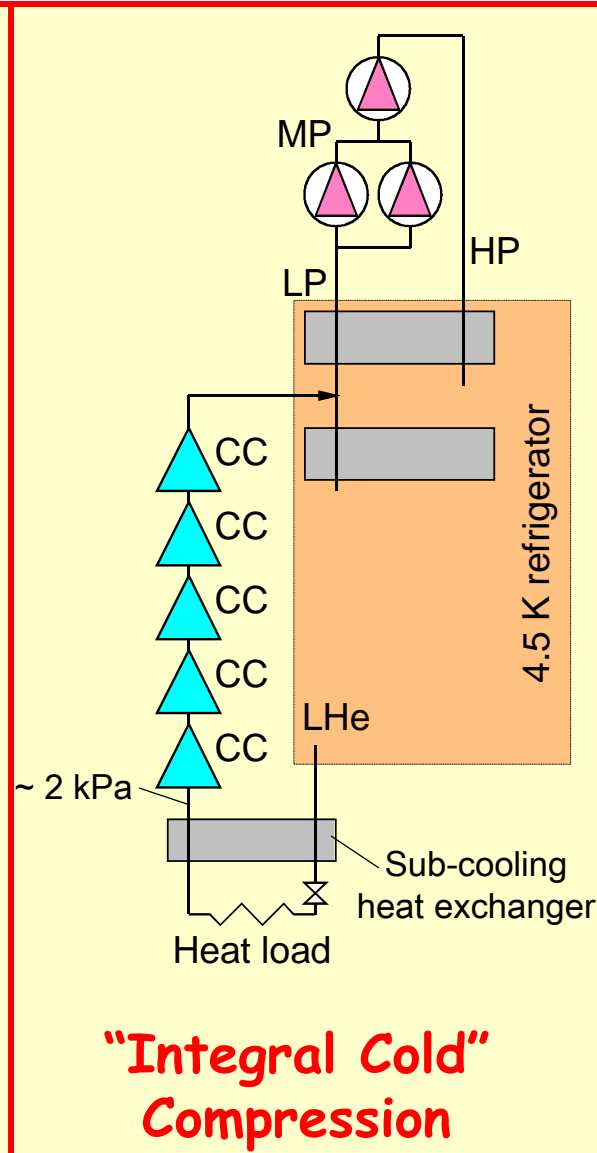 MP
HP
LP
CC
CC
CC
CC
CC
4.5 K refrigerator
LHe
~ 2 kPa
Sub-cooling
heat exchanger
Heat load
“Integral Cold”
Compression